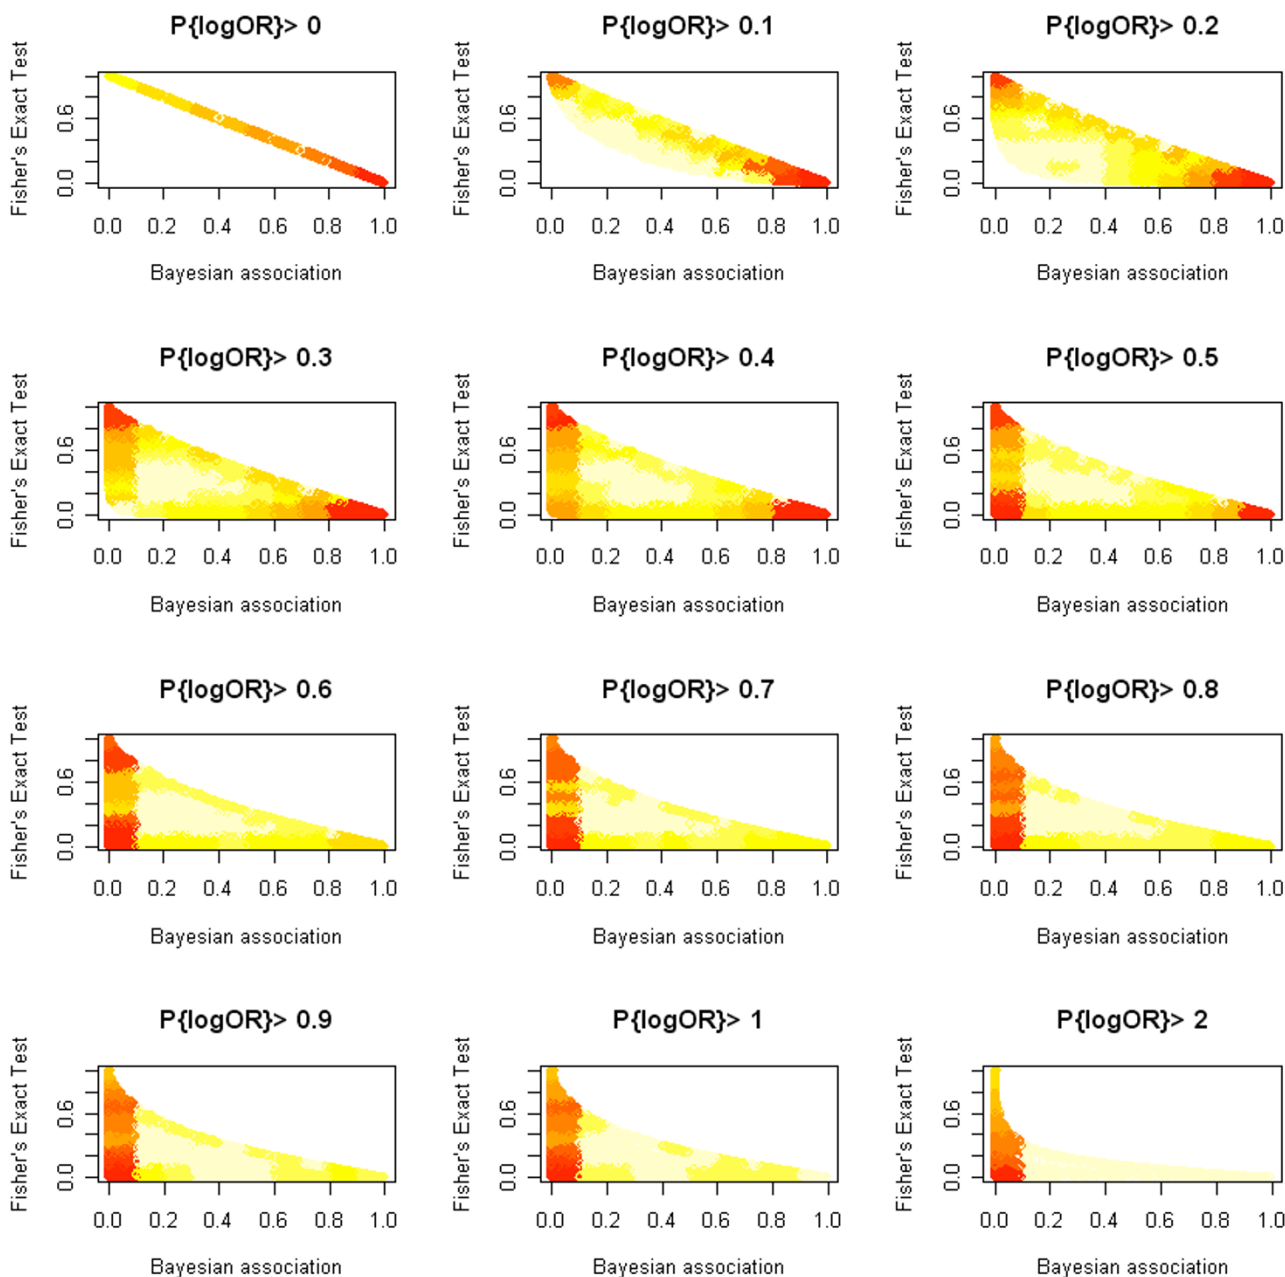 P{logOR}> 0
Fisher's Exact Test
0.0 0.6
0.0 0.2 0.4 0.6 0.8 1.0
Bayesian association
P{logOR}> 0.1
Fisher's Exact Test
0.0 0.6
0.0 0.2 0.4 0.6 0.8 1.0
Bayesian association
P{logOR}> 0.2
Fisher's Exact Test
0.0 0.6
0.0 0.2 0.4 0.6 0.8 1.0
Bayesian association
P{logOR}> 0.3
Fisher's Exact Test
0.0 0.6
0.0 0.2 0.4 0.6 0.8 1.0
Bayesian association
P{logOR}> 0.4
Fisher's Exact Test
0.0 0.6
0.0 0.2 0.4 0.6 0.8 1.0
Bayesian association
P{logOR}> 0.5
Fisher's Exact Test
0.0 0.6
0.0 0.2 0.4 0.6 0.8 1.0
Bayesian association
P{logOR}> 0.6
Fisher's Exact Test
0.0 0.6
0.0 0.2 0.4 0.6 0.8 1.0
Bayesian association
P{logOR}> 0.7
Fisher's Exact Test
0.0 0.6
0.0 0.2 0.4 0.6 0.8 1.0
Bayesian association
P{logOR}> 0.8
Fisher's Exact Test
0.0 0.6
0.0 0.2 0.4 0.6 0.8 1.0
Bayesian association
P{logOR}> 0.9
Fisher's Exact Test
0.0 0.6
0.0 0.2 0.4 0.6 0.8 1.0
Bayesian association
P{logOR}> 1
Fisher's Exact Test
0.0 0.6
0.0 0.2 0.4 0.6 0.8 1.0
Bayesian association
P{logOR}> 2
Fisher's Exact Test
0.0 0.6
0.0 0.2 0.4 0.6 0.8 1.0
Bayesian association